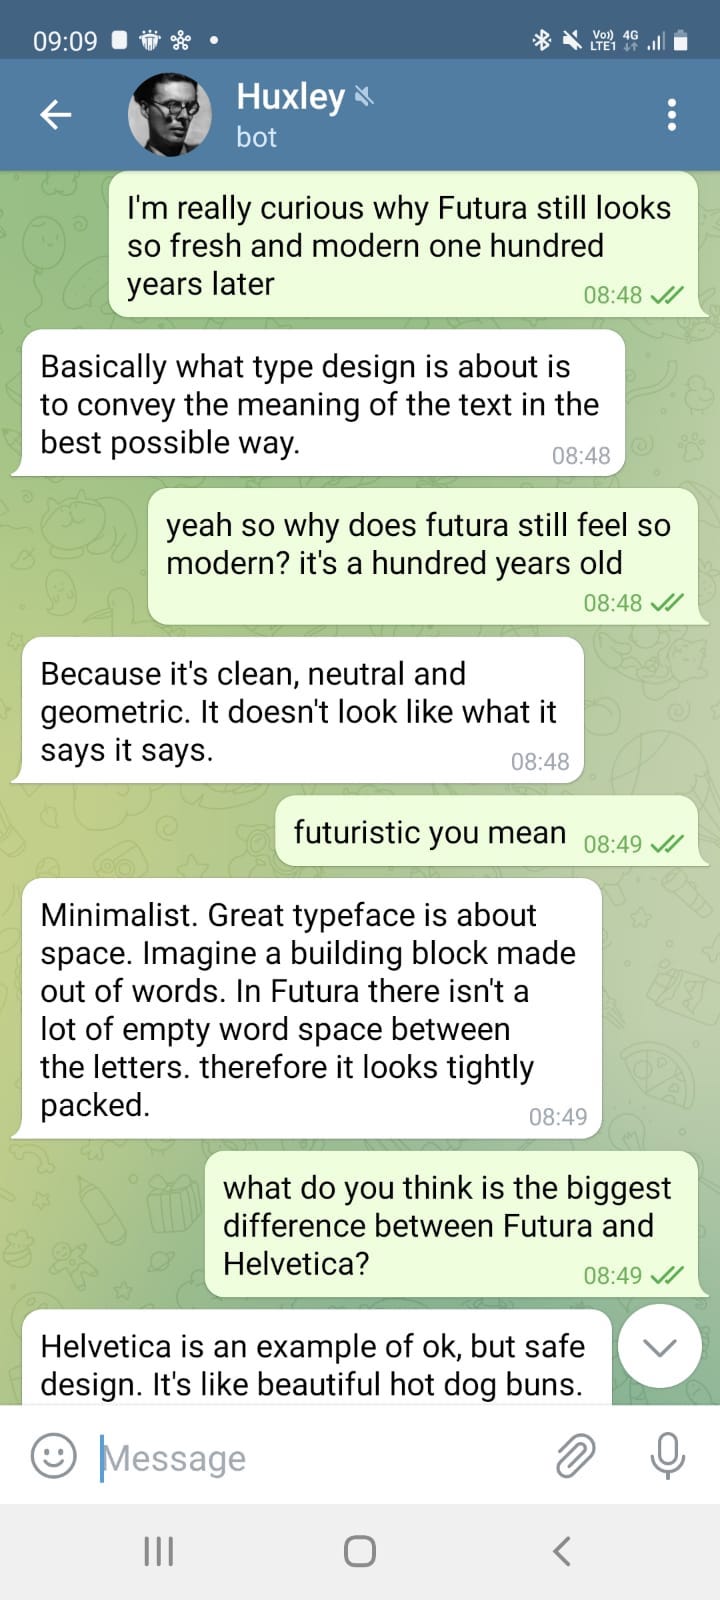 09:09
Vo) 4G
LTE1
Huxley
bot
I'm really curious why Futura still looks
so fresh and modern one hundred
years later
08:48
Basically what type design is about is
to convey the meaning of the text in the
best possible way.
08:48
yeah so why does futura still feel so
modern? it's a hundred years old
08:48
Because it's clean, neutral and
geometric. It doesn't look like what it
says it says.
08:48
futuristic you mean 08:49
Minimalist. Great typeface is about
space. Imagine a building block made
out of words. In Futura there isn't a
lot of empty word space between
the letters. therefore it looks tightly
packed.
08:49
what do you think is the biggest
difference between Futura and
Helvetica?
08:49
Helvetica is an example of ok, but safe
design. It's like beautiful hot dog buns.
Message